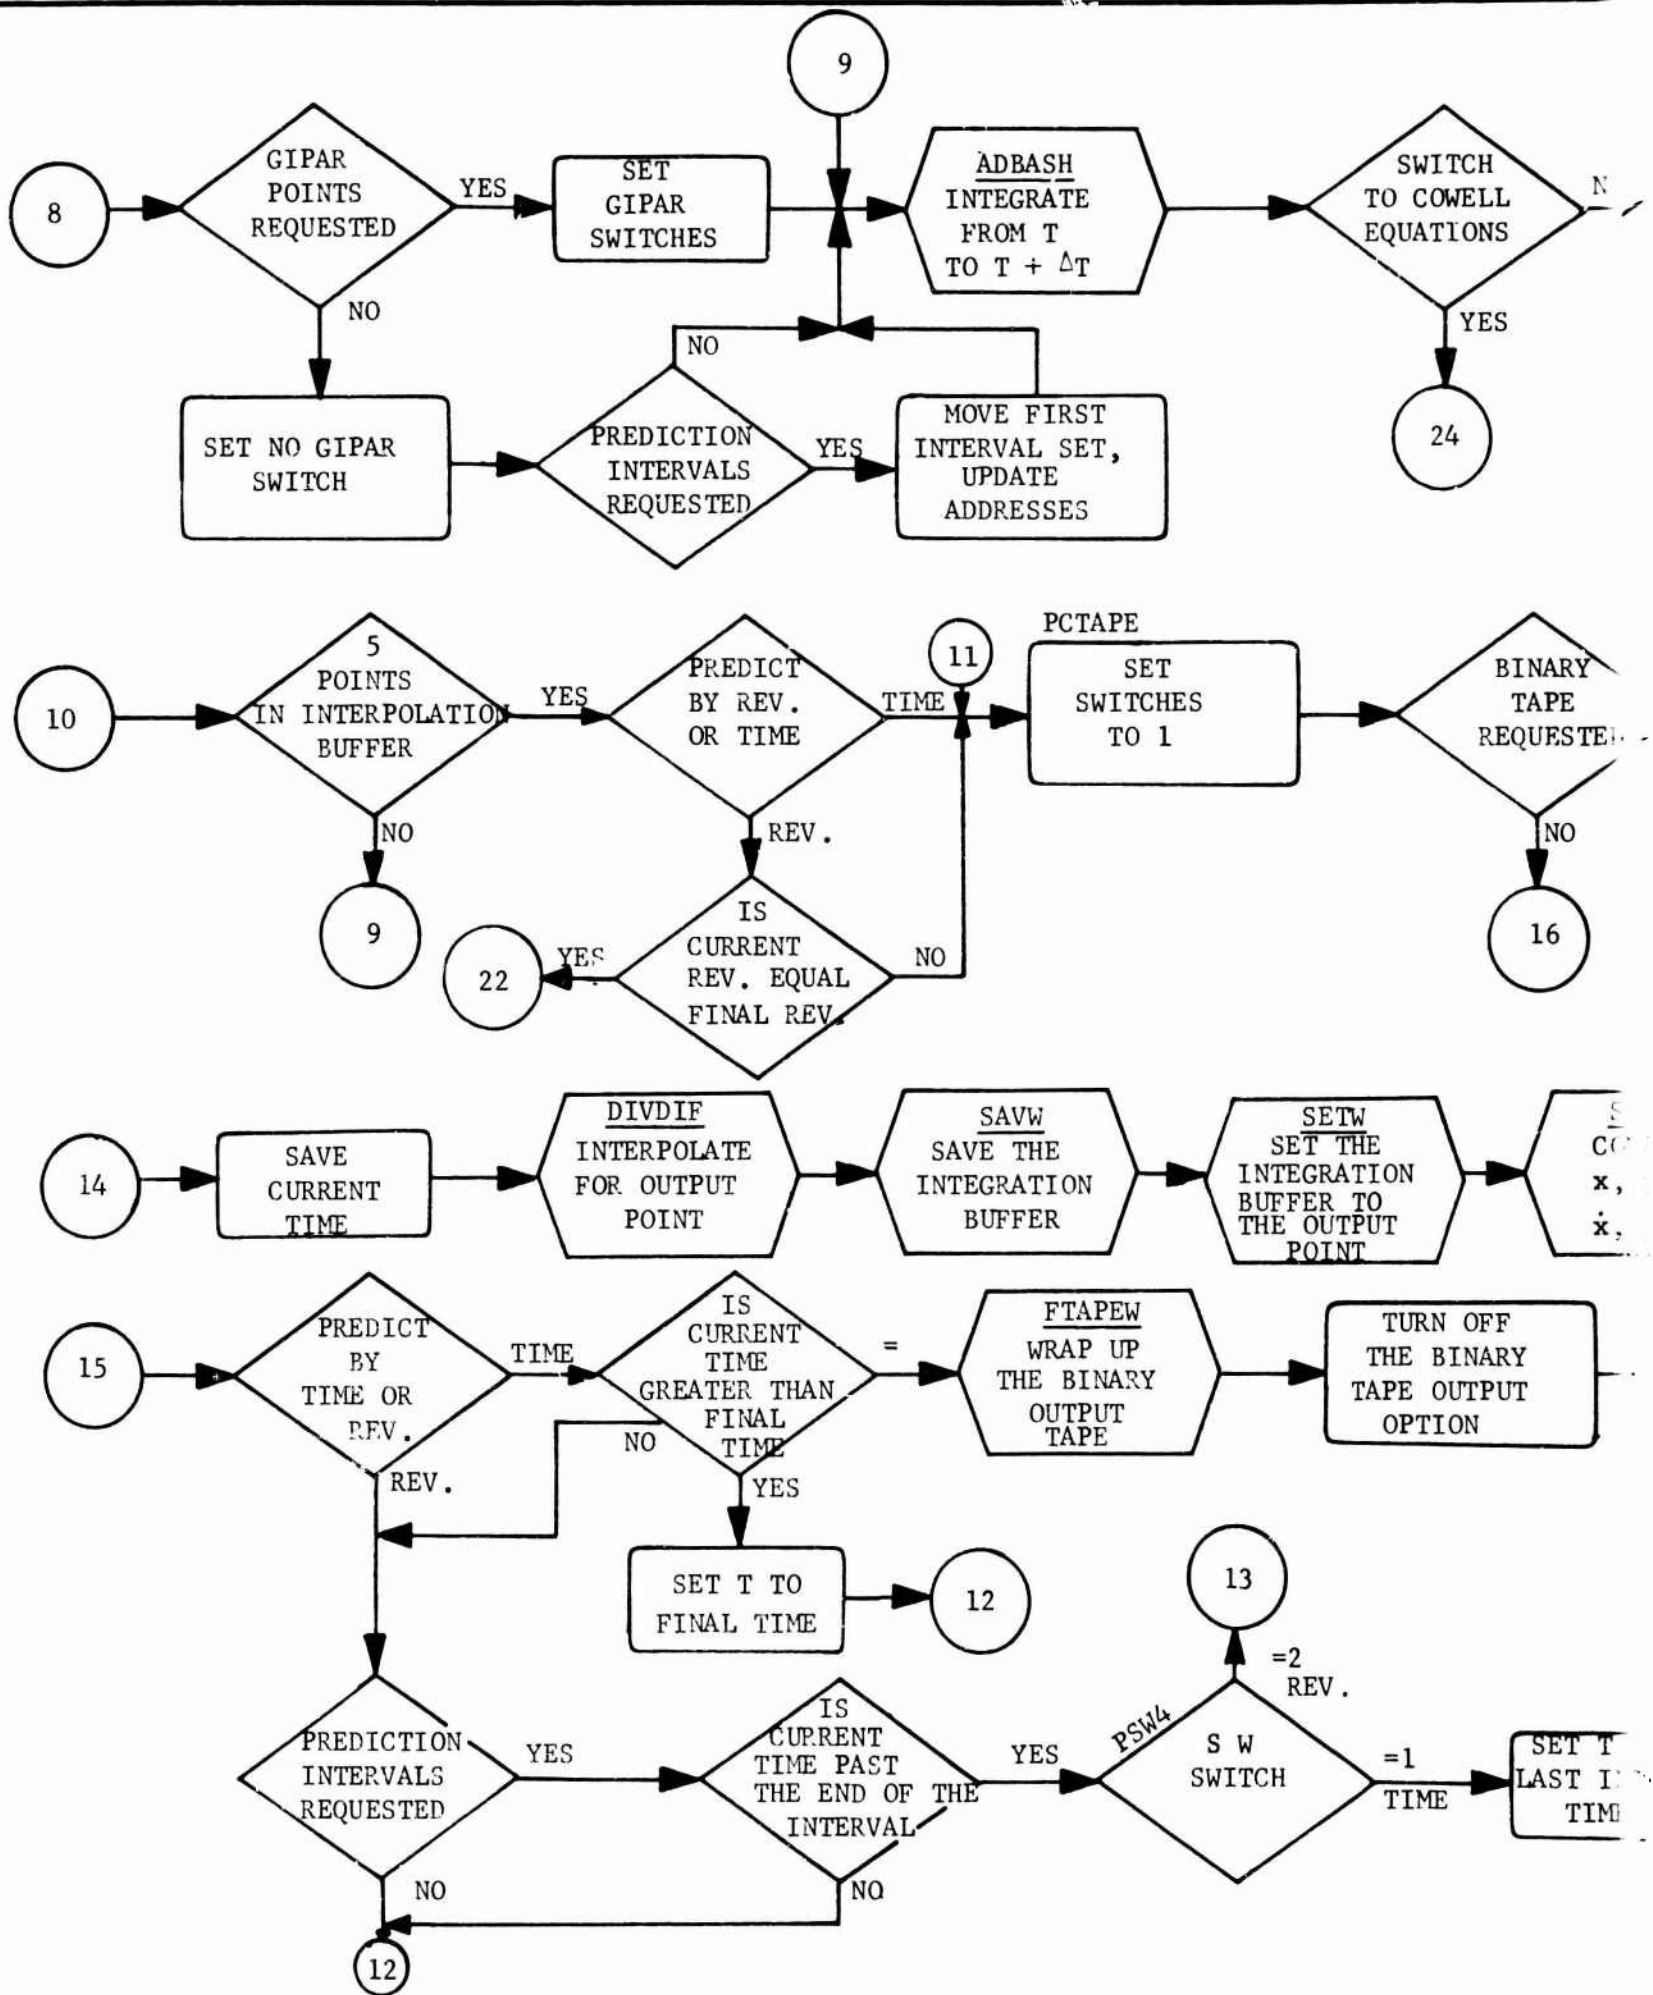 9
8
GIPAR
POINTS
REQUESTED
YES
NO
SET
GIPAR
SWITCHES
ADBASH
INTEGRATE
FROM T
TO T + ΔT
SWITCH
TO COWELL
EQUATIONS
N
YES
24
SET NO GIPAR
SWITCH
PREDICTION
INTERVALS
REQUESTED
NO
YES
MOVE FIRST
INTERVAL SET,
UPDATE
ADDRESSES
10
5
POINTS
IN INTERPOLATION
BUFFER
YES
NO
9
PREDICT
BY REV.
OR TIME
TIME
REV.
11
IS
CURRENT
REV. EQUAL
FINAL REV.
YES
22
NO
PCTAPE
SET
SWITCHES
TO 1
BINARY
TAPE
REQUESTE
NO
16
14
SAVE
CURRENT
TIME
DIVDIF
INTERPOLATE
FOR OUTPUT
POINT
SAVW
SAVE THE
INTEGRATION
BUFFER
SETW
SET THE
INTEGRATION
BUFFER TO
THE OUTPUT
POINT
S
CO
x,
ẋ,
15
PREDICT
BY
TIME OR
REV.
TIME
REV.
IS
CURRENT
TIME
GREATER THAN
FINAL
TIME
=
NO
YES
FTAPEW
WRAP UP
THE BINARY
OUTPUT
TAPE
TURN OFF
THE BINARY
TAPE OUTPUT
OPTION
SET T TO
FINAL TIME
12
13
=2
REV.
PREDICTION
INTERVALS
REQUESTED
YES
NO
IS
CURRENT
TIME PAST
THE END OF THE
INTERVAL
YES
NO
PSW4
S W
SWITCH
=1
TIME
SET T
LAST I
TIM
12